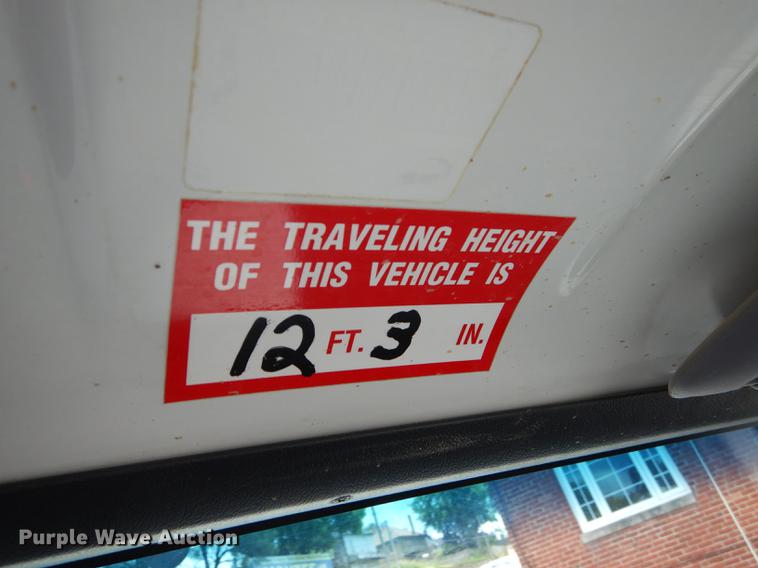 THE TRAVELING HEIGHT
OF THIS VEHICLE IS
12 FT. 3 IN.
Purple Wave Auction